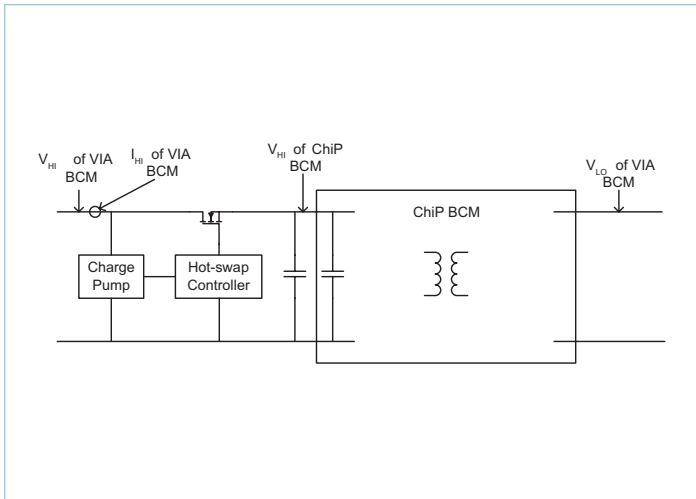 V_HI of VIA
BCM
I_HI of VIA
BCM
V_HI of ChiP
BCM
V_LO of VIA
BCM
ChiP BCM
Charge
Pump
Hot-swap
Controller